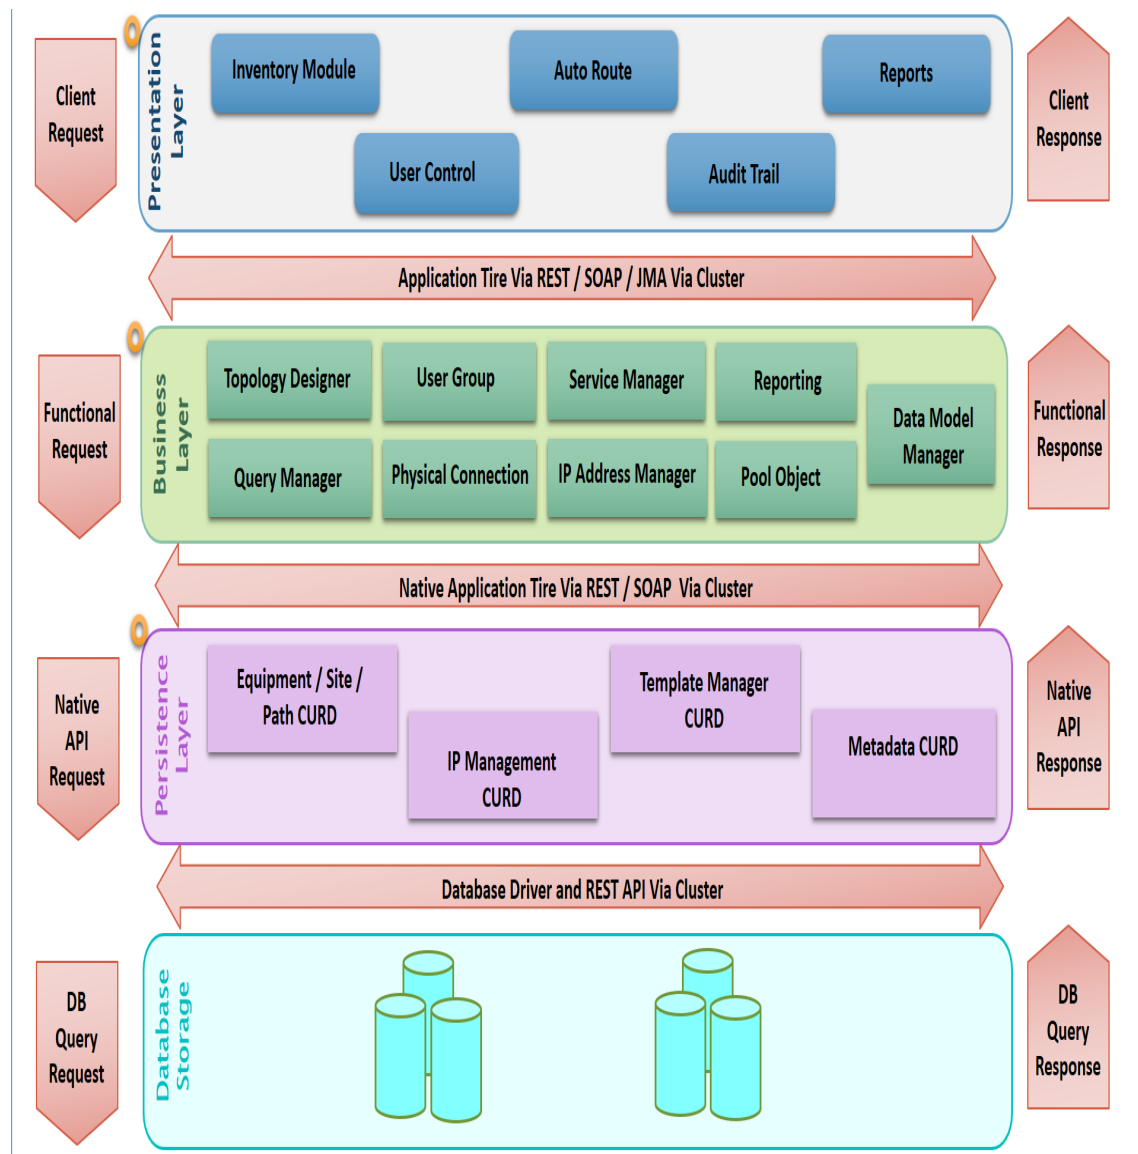 Client
Request
Presentation
Layer
Inventory Module
Auto Route
Reports
User Control
Audit Trail
Client
Response
Application Tire Via REST / SOAP / JMA Via Cluster
Functional
Request
Business
Layer
Topology Designer
User Group
Service Manager
Reporting
Data Model
Manager
Query Manager
Physical Connection
IP Address Manager
Pool Object
Functional
Response
Native Application Tire Via REST / SOAP  Via Cluster
Native
API
Request
Persistence
Layer
Equipment / Site /
Path CURD
IP Management
CURD
Template Manager
CURD
Metadata CURD
Native
API
Response
Database Driver and REST API Via Cluster
DB
Query
Request
Database
Storage
DB
Query
Response